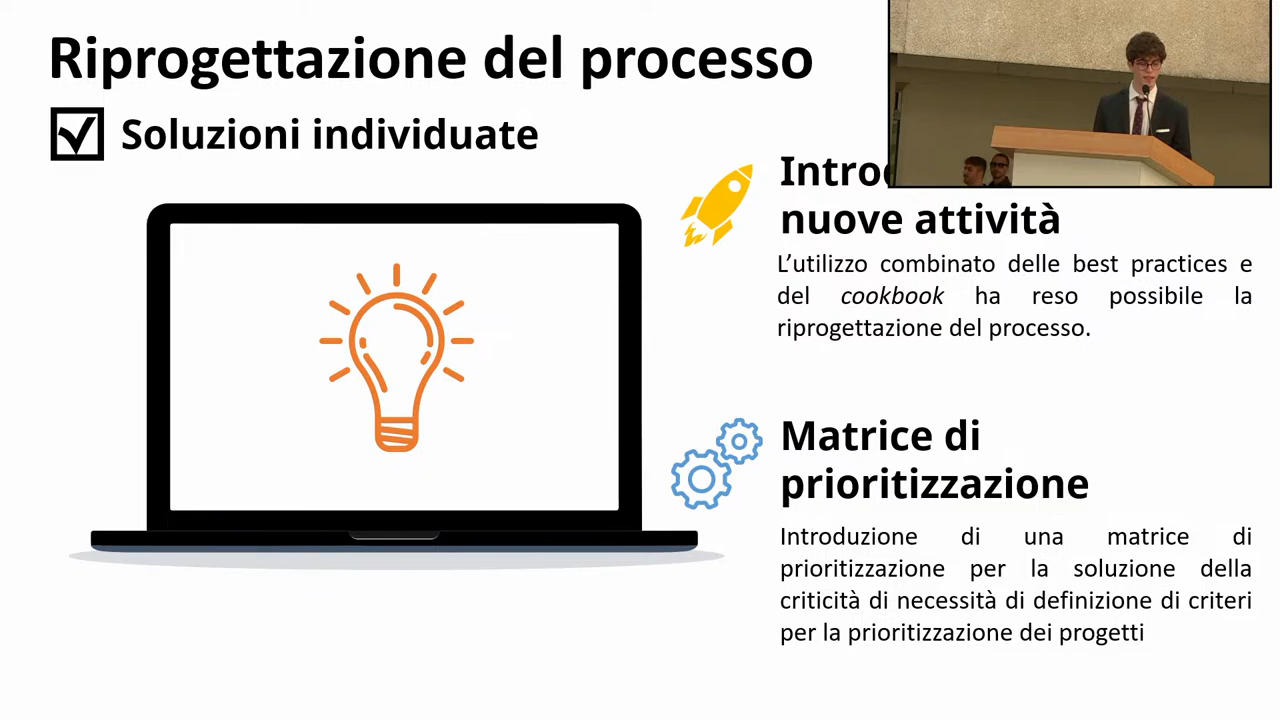 Riprogettazione del processo
Soluzioni individuate
nuove attività
L’utilizzo combinato delle best practices e
del cookbook ha reso possibile la
riprogettazione del processo.
Matrice di
prioritizzazione
Introduzione di una matrice di
prioritizzazione per la soluzione della
criticità di necessità di definizione di criteri
per la prioritizzazione dei progetti